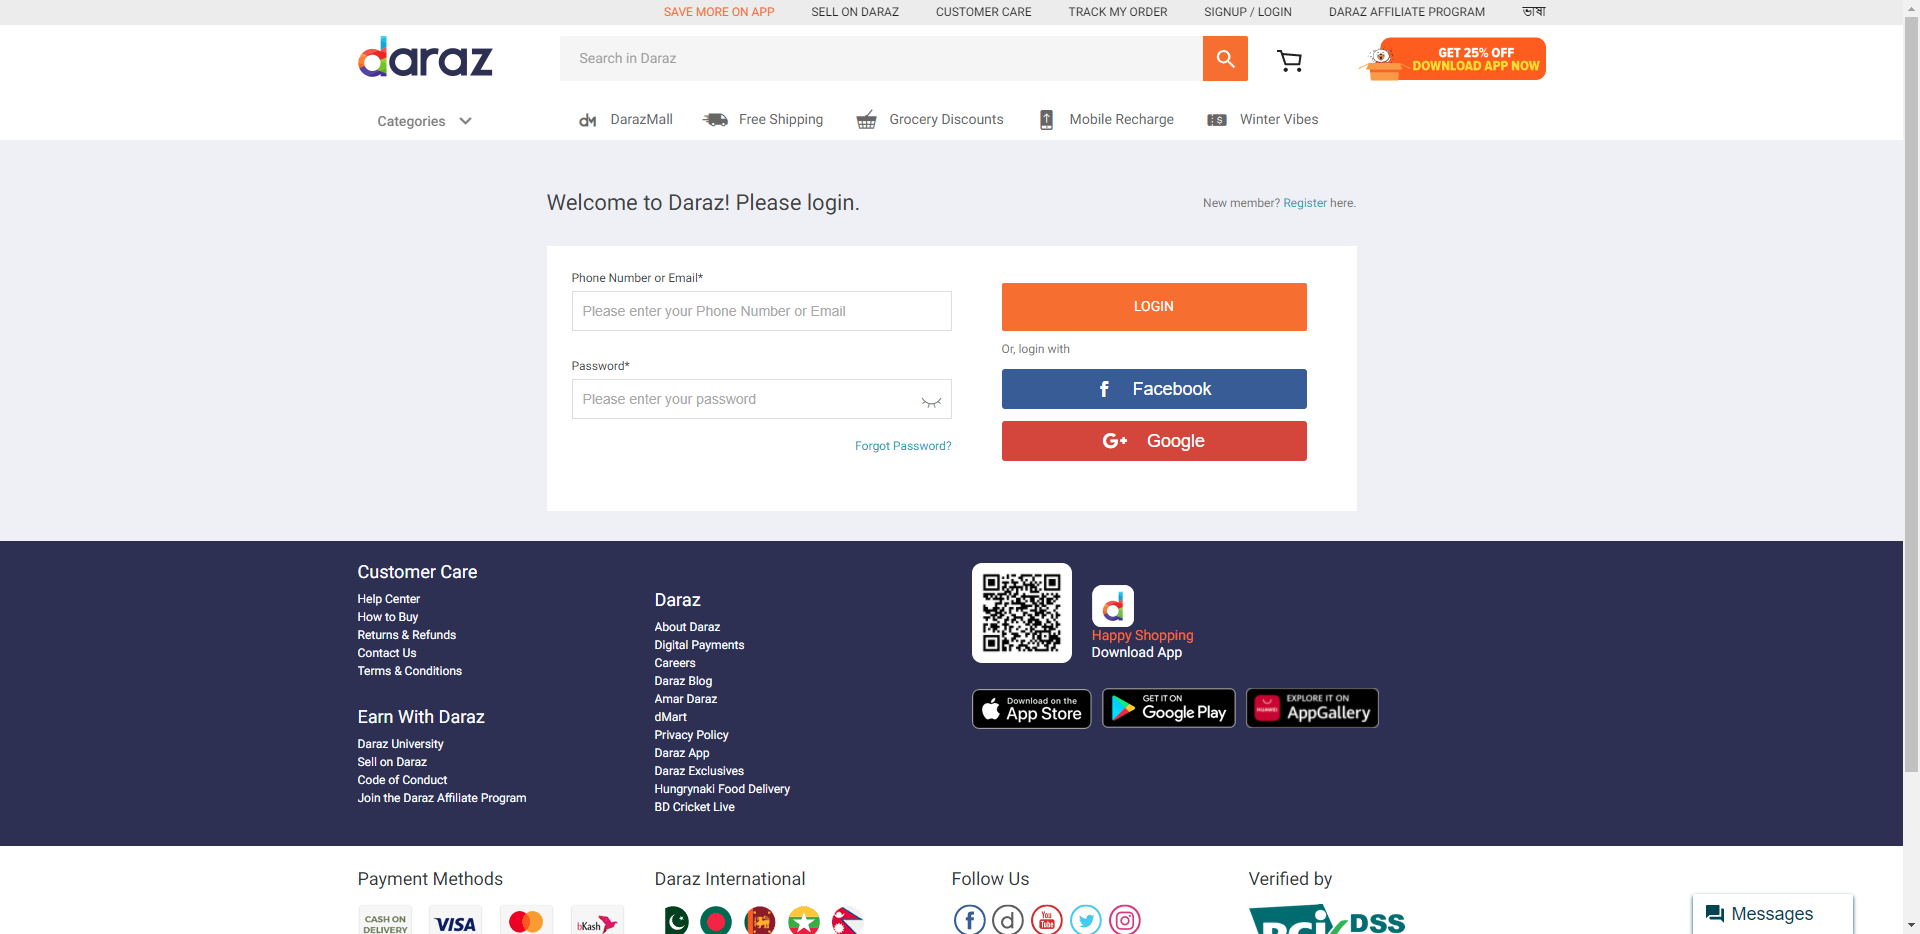 SAVE MORE ON APP
SELL ON DARAZ
CUSTOMER CARE
TRACK MY ORDER
SIGNUP / LOGIN
DARAZ AFFILIATE PROGRAM
ভাষা
daraz
Search in Daraz
GET 25% OFF
DOWNLOAD APP NOW
Categories
DarazMall
Free Shipping
Grocery Discounts
Mobile Recharge
Winter Vibes
Welcome to Daraz! Please login.
New member? Register here.
Phone Number or Email*
Please enter your Phone Number or Email
Password*
Please enter your password
Forgot Password?
LOGIN
Or, login with
Facebook
G+ Google
Customer Care
Help Center
How to Buy
Returns & Refunds
Contact Us
Terms & Conditions
Earn With Daraz
Daraz University
Sell on Daraz
Code of Conduct
Join the Daraz Affiliate Program
Daraz
About Daraz
Digital Payments
Careers
Daraz Blog
Amar Daraz
dMart
Privacy Policy
Daraz App
Daraz Exclusives
Hungrynaki Food Delivery
BD Cricket Live
Happy Shopping
Download App
Download on the
App Store
GET IT ON
Google Play
HUAWEI
EXPLORE IT ON
AppGallery
Payment Methods
CASH ON
DELIVERY
VISA
bKash
Daraz International
Follow Us
You
Tube
Verified by
PCI DSS
Messages